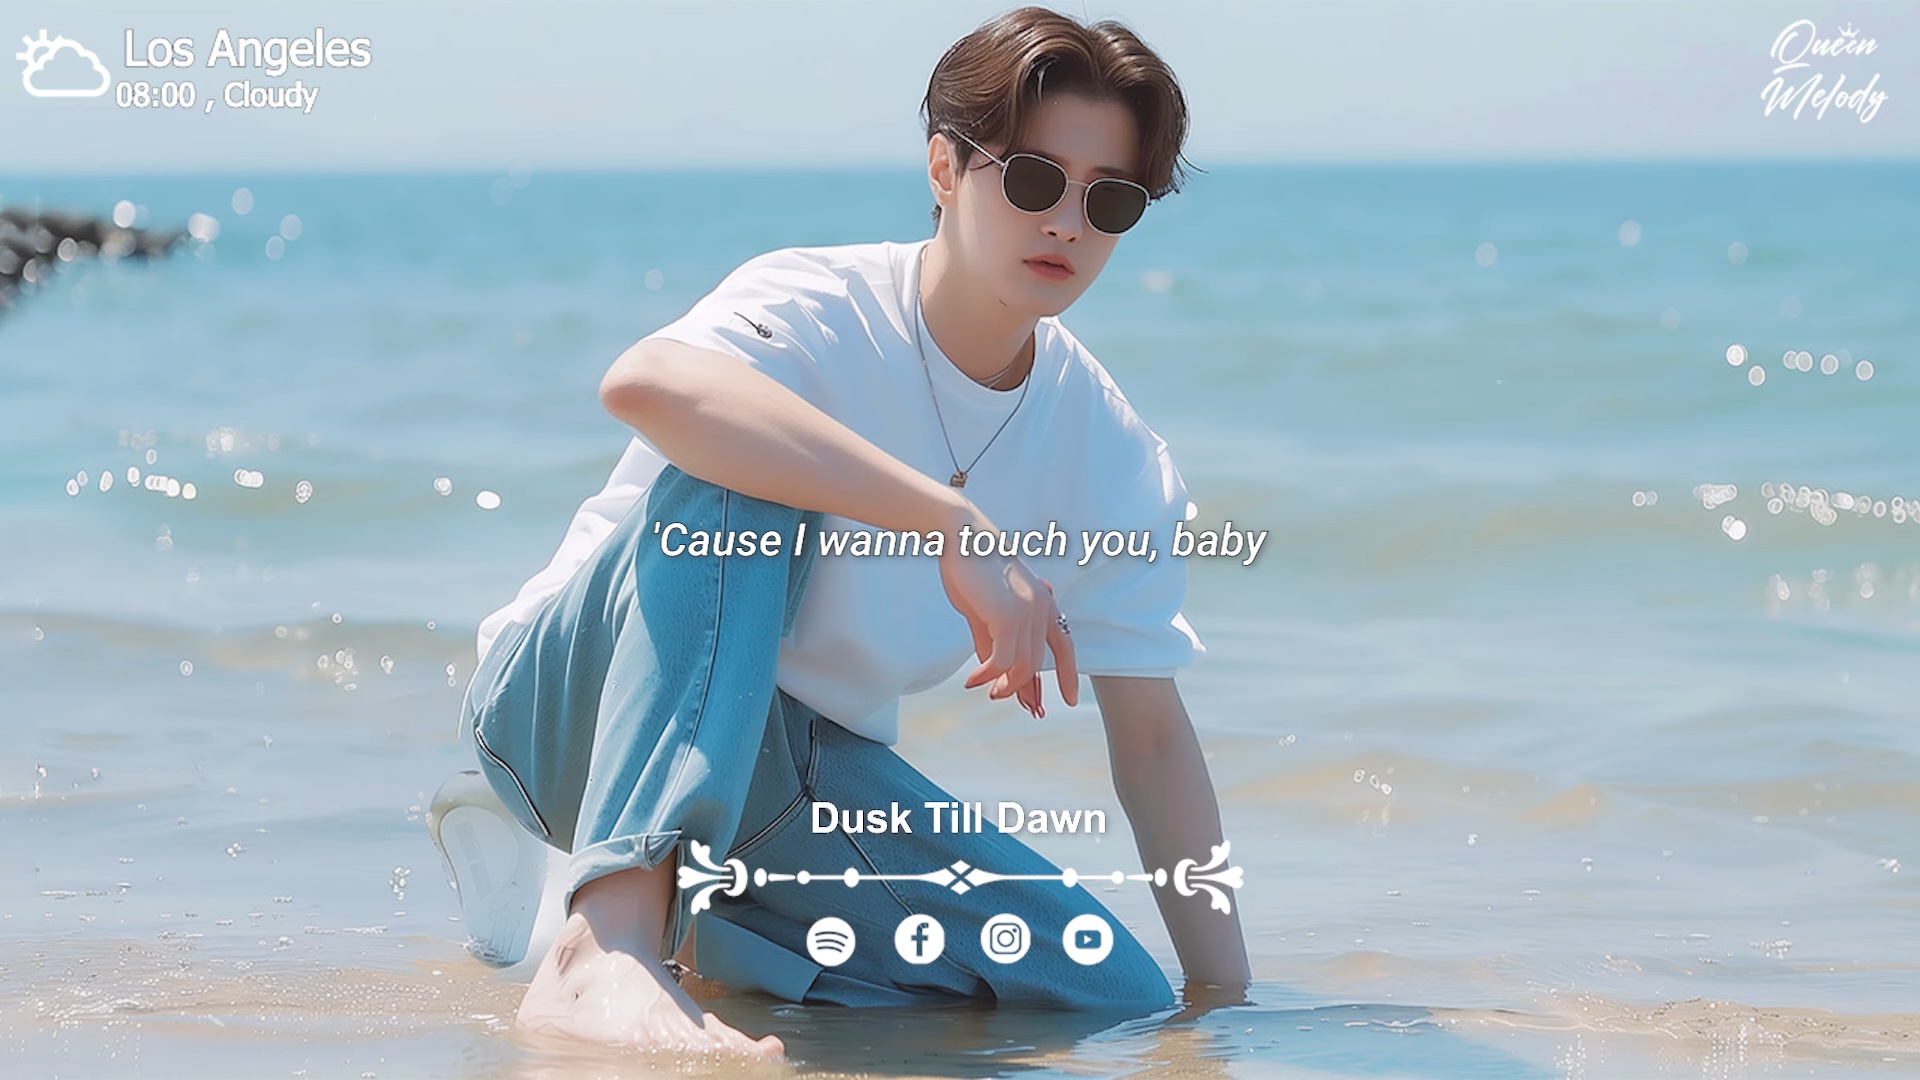 Los Angeles
08:00 , Cloudy
Queen
Melody
'Cause I wanna touch you, baby
Dusk Till Dawn